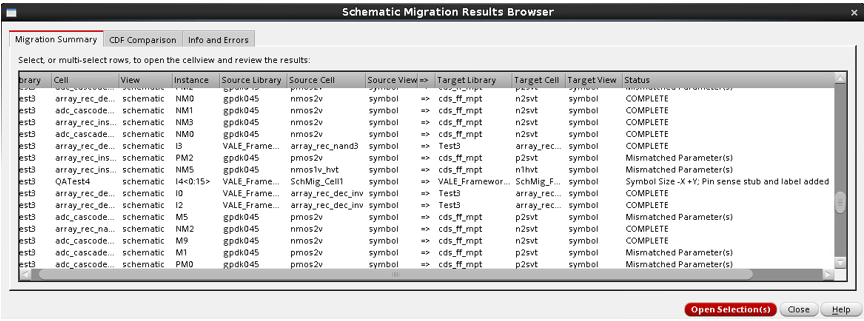 Schematic Migration Results Browser
Migration Summary CDF Comparison Info and Errors
Select, or multi-select rows, to open the cellview and review the results:
brary Cell View Instance Source Library Source Cell Source View => Target Library Target Cell Target View Status
est3 array_rec_de... schematic NM0 gpdk045 nmos2v symbol => cds_ff_mpt n2svt symbol COMPLETE
est3 adc_cascode... schematic NM1 gpdk045 nmos2v symbol => cds_ff_mpt n2svt symbol COMPLETE
est3 array_rec_ins... schematic NM3 gpdk045 nmos2v symbol => cds_ff_mpt n2svt symbol COMPLETE
est3 adc_cascade... schematic NM0 gpdk045 nmos2v symbol => cds_ff_mpt n2svt symbol COMPLETE
est3 array_rec_de... schematic I3 VALE_Frame... array_rec_nand3 symbol => Test3 array_rec... symbol COMPLETE
est3 array_rec_ins... schematic PM2 gpdk045 pmos2v symbol => cds_ff_mpt p2svt symbol Mismatched Parameter(s)
est3 array_rec_ins... schematic NM5 gpdk045 nmos1v_hvt symbol => cds_ff_mpt n1hvt symbol Mismatched Parameter(s)
est3 QATest4 schematic I4<0:15> VALE_Frame... SchMig_Cell1 symbol => VALE_Framewor... SchMig_F... symbol Symbol Size -X +Y; Pin sense stub and label added
est3 array_rec_de... schematic I0 VALE_Frame... array_rec_dec_inv symbol => Test3 array_rec... symbol COMPLETE
est3 array_rec_de... schematic I2 VALE_Frame... array_rec_dec_inv symbol => Test3 array_rec... symbol COMPLETE
est3 adc_cascode... schematic M5 gpdk045 pmos2v symbol => cds_ff_mpt p2svt symbol Mismatched Parameter(s)
est3 array_rec_na... schematic NM2 gpdk045 nmos2v symbol => cds_ff_mpt n2svt symbol COMPLETE
est3 adc_cascode... schematic M9 gpdk045 nmos2v symbol => cds_ff_mpt n2svt symbol COMPLETE
est3 adc_cascade... schematic M1 gpdk045 pmos2v symbol => cds_ff_mpt p2svt symbol Mismatched Parameter(s)
est3 adc_cascade... schematic PM0 gpdk045 pmos2v symbol => cds_ff_mpt p2svt symbol Mismatched Parameter(s)
Open Selection(s) Close Help